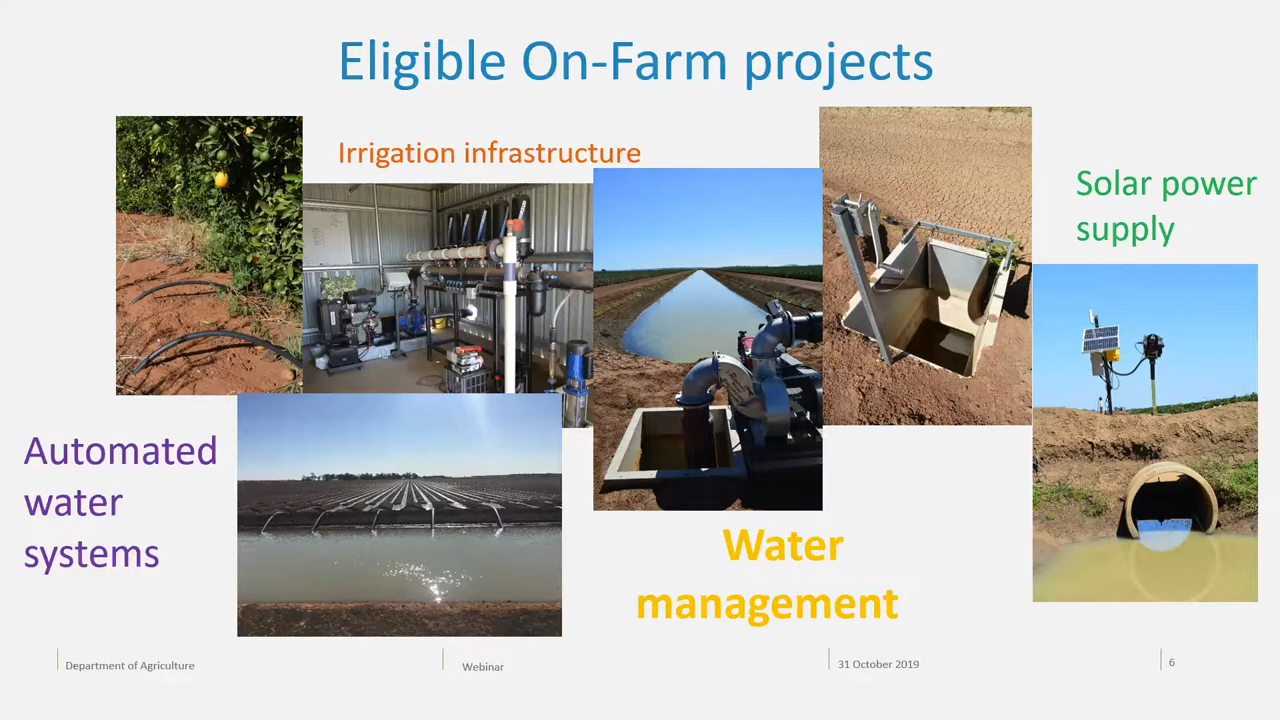 Eligible On-Farm projects
Irrigation infrastructure
Solar power
supply
Automated
water
systems
Water
management
Department of Agriculture
Webinar
31 October 2019
6